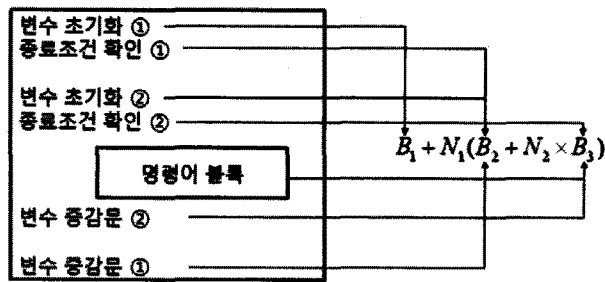 변수 초기화 ①
종료조건 확인 ①
변수 초기화 ②
종료조건 확인 ②
B₁ + N₁(B₂ + N₂ × B₃)
명령어 블록
변수 증감문 ②
변수 증감문 ①